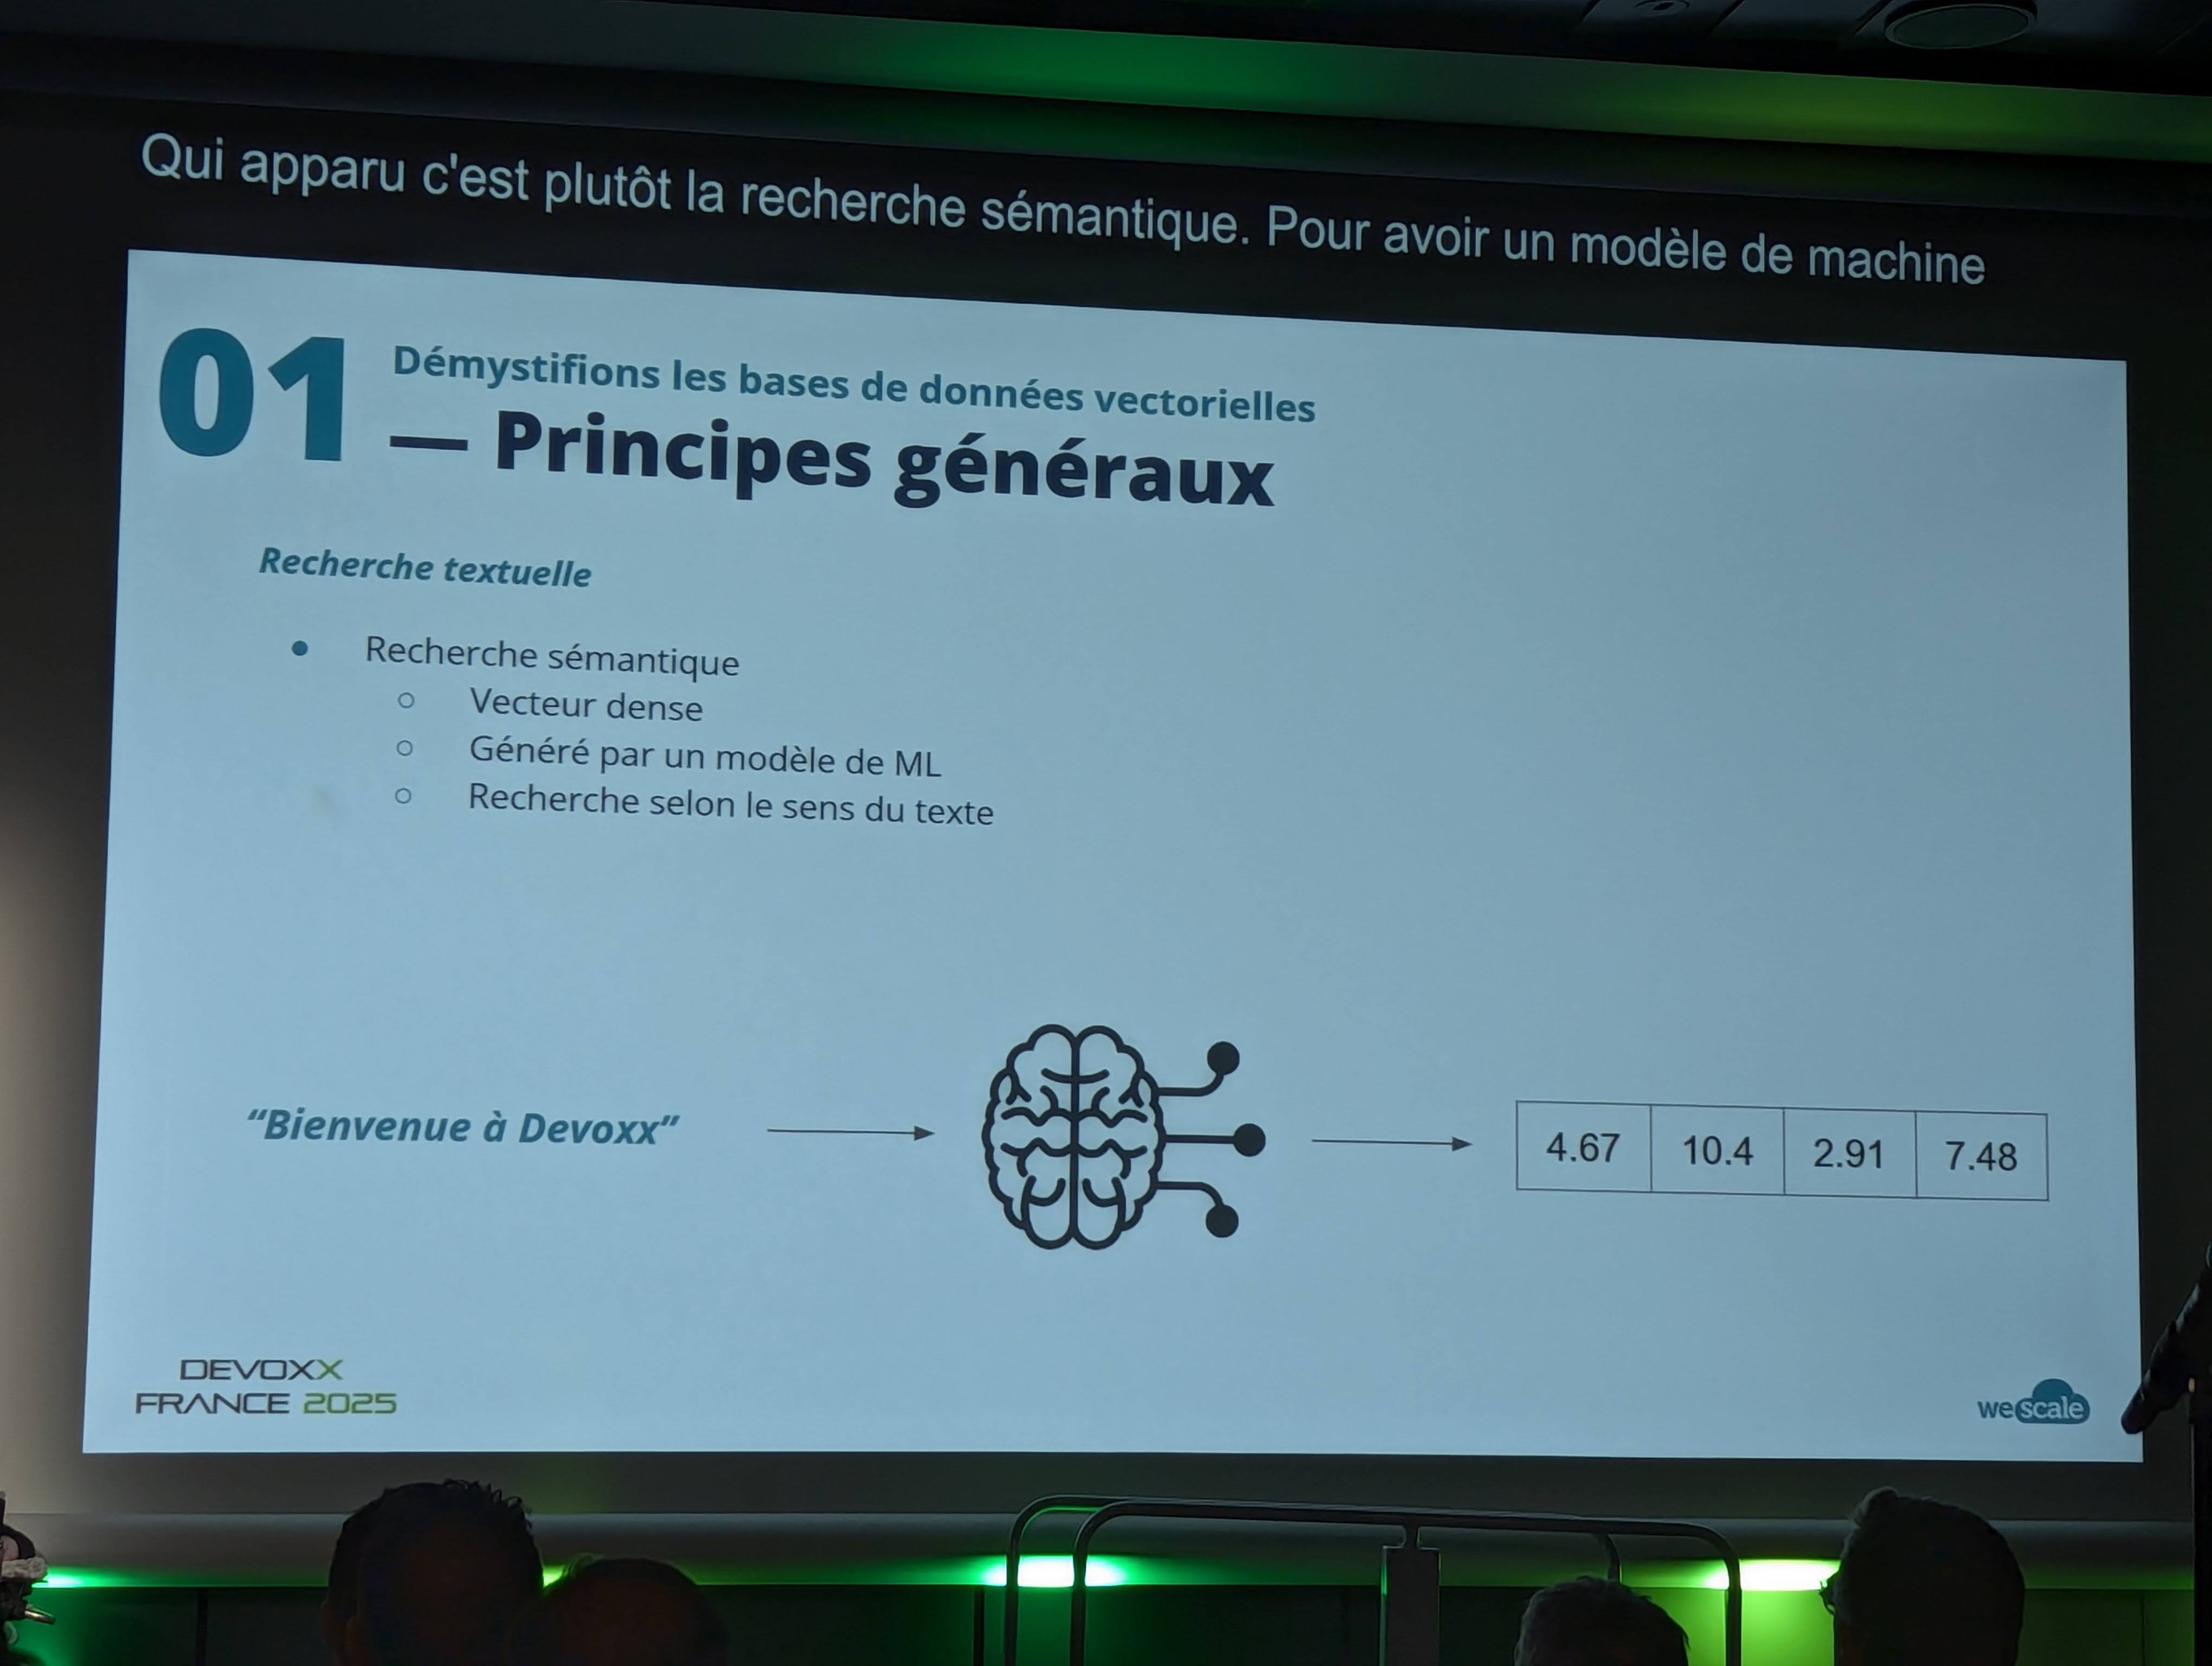 Qui apparu c'est plutôt la recherche sémantique. Pour avoir un modèle de machine
01
Démystifions les bases de données vectorielles
— Principes généraux
Recherche textuelle
● Recherche sémantique
○ Vecteur dense
○ Généré par un modèle de ML
○ Recherche selon le sens du texte
“Bienvenue à Devoxx”
4.67 10.4 2.91 7.48
DEVOXX
FRANCE 2025
wescale